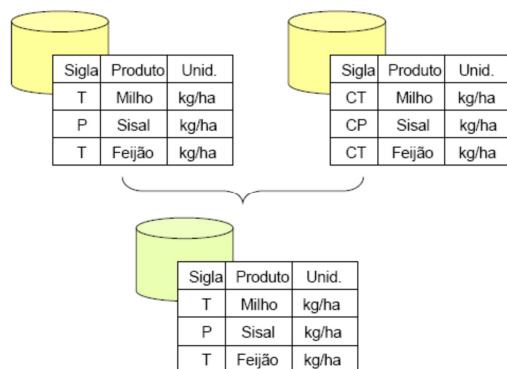 Sigla Produto Unid.
T Milho kg/ha
P Sisal kg/ha
T Feijão kg/ha
Sigla Produto Unid.
CT Milho kg/ha
CP Sisal kg/ha
CT Feijão kg/ha
Sigla Produto Unid.
T Milho kg/ha
P Sisal kg/ha
T Feijão kg/ha